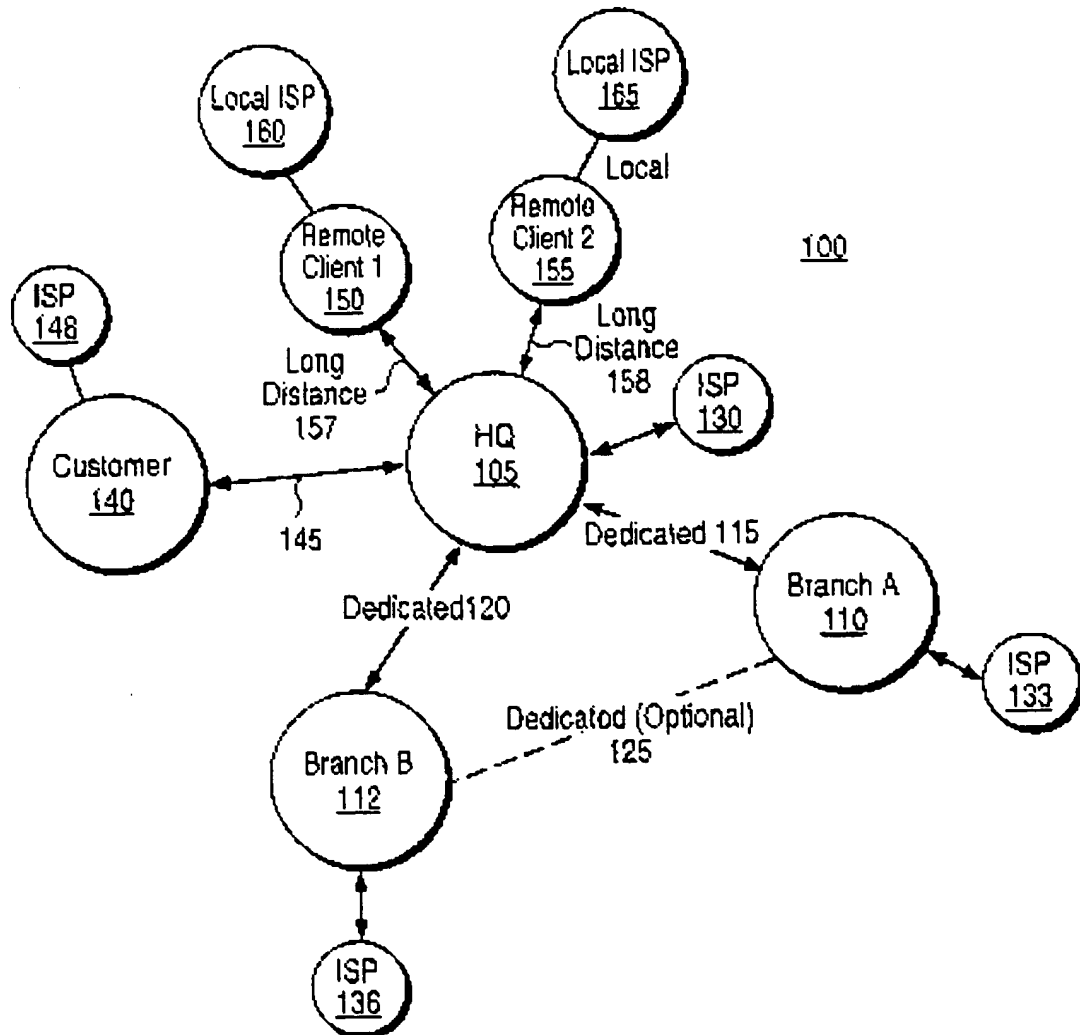 Local ISP
160
Local ISP
165
Local
Remote
Client 1
150
Remote
Client 2
155
100
ISP
148
Long
Distance
157
Long
Distance
158
ISP
130
Customer
140
HQ
105
145
Dedicated 115
Branch A
110
Dedicated120
ISP
133
Dedicated (Optional)
125
Branch B
112
ISP
136